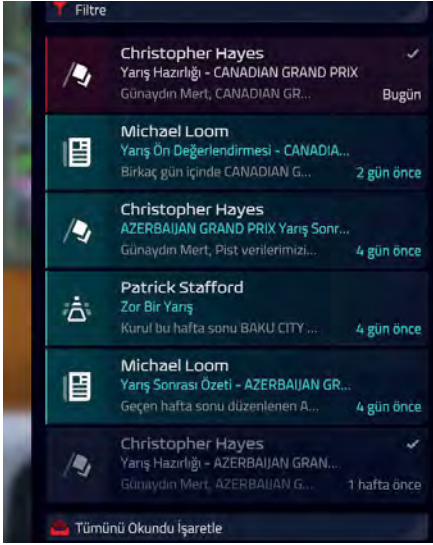 Filtre
Christopher Hayes
Yarış Hazırlığı - CANADIAN GRAND PRIX
Günaydın Mert, CANADIAN GR...
Bugün
Michael Loom
Yarış Ön Değerlendirmesi - CANADIA...
Birkaç gün içinde CANADIAN G...
2 gün önce
Christopher Hayes
AZERBAIJAN GRAND PRIX Yarış Sonr...
Günaydın Mert, Pist verilerimizi...
4 gün önce
Patrick Stafford
Zor Bir Yarış
Kurul bu hafta sonu BAKU CITY ...
4 gün önce
Michael Loom
Yarış Sonrası Özeti - AZERBAIJAN GR...
Geçen hafta sonu düzenlenen A...
4 gün önce
Christopher Hayes
Yarış Hazırlığı - AZERBAIJAN GRAN...
Günaydın Mert, AZERBAIJAN G...
1 hafta önce
Tümünü Okundu İşaretle